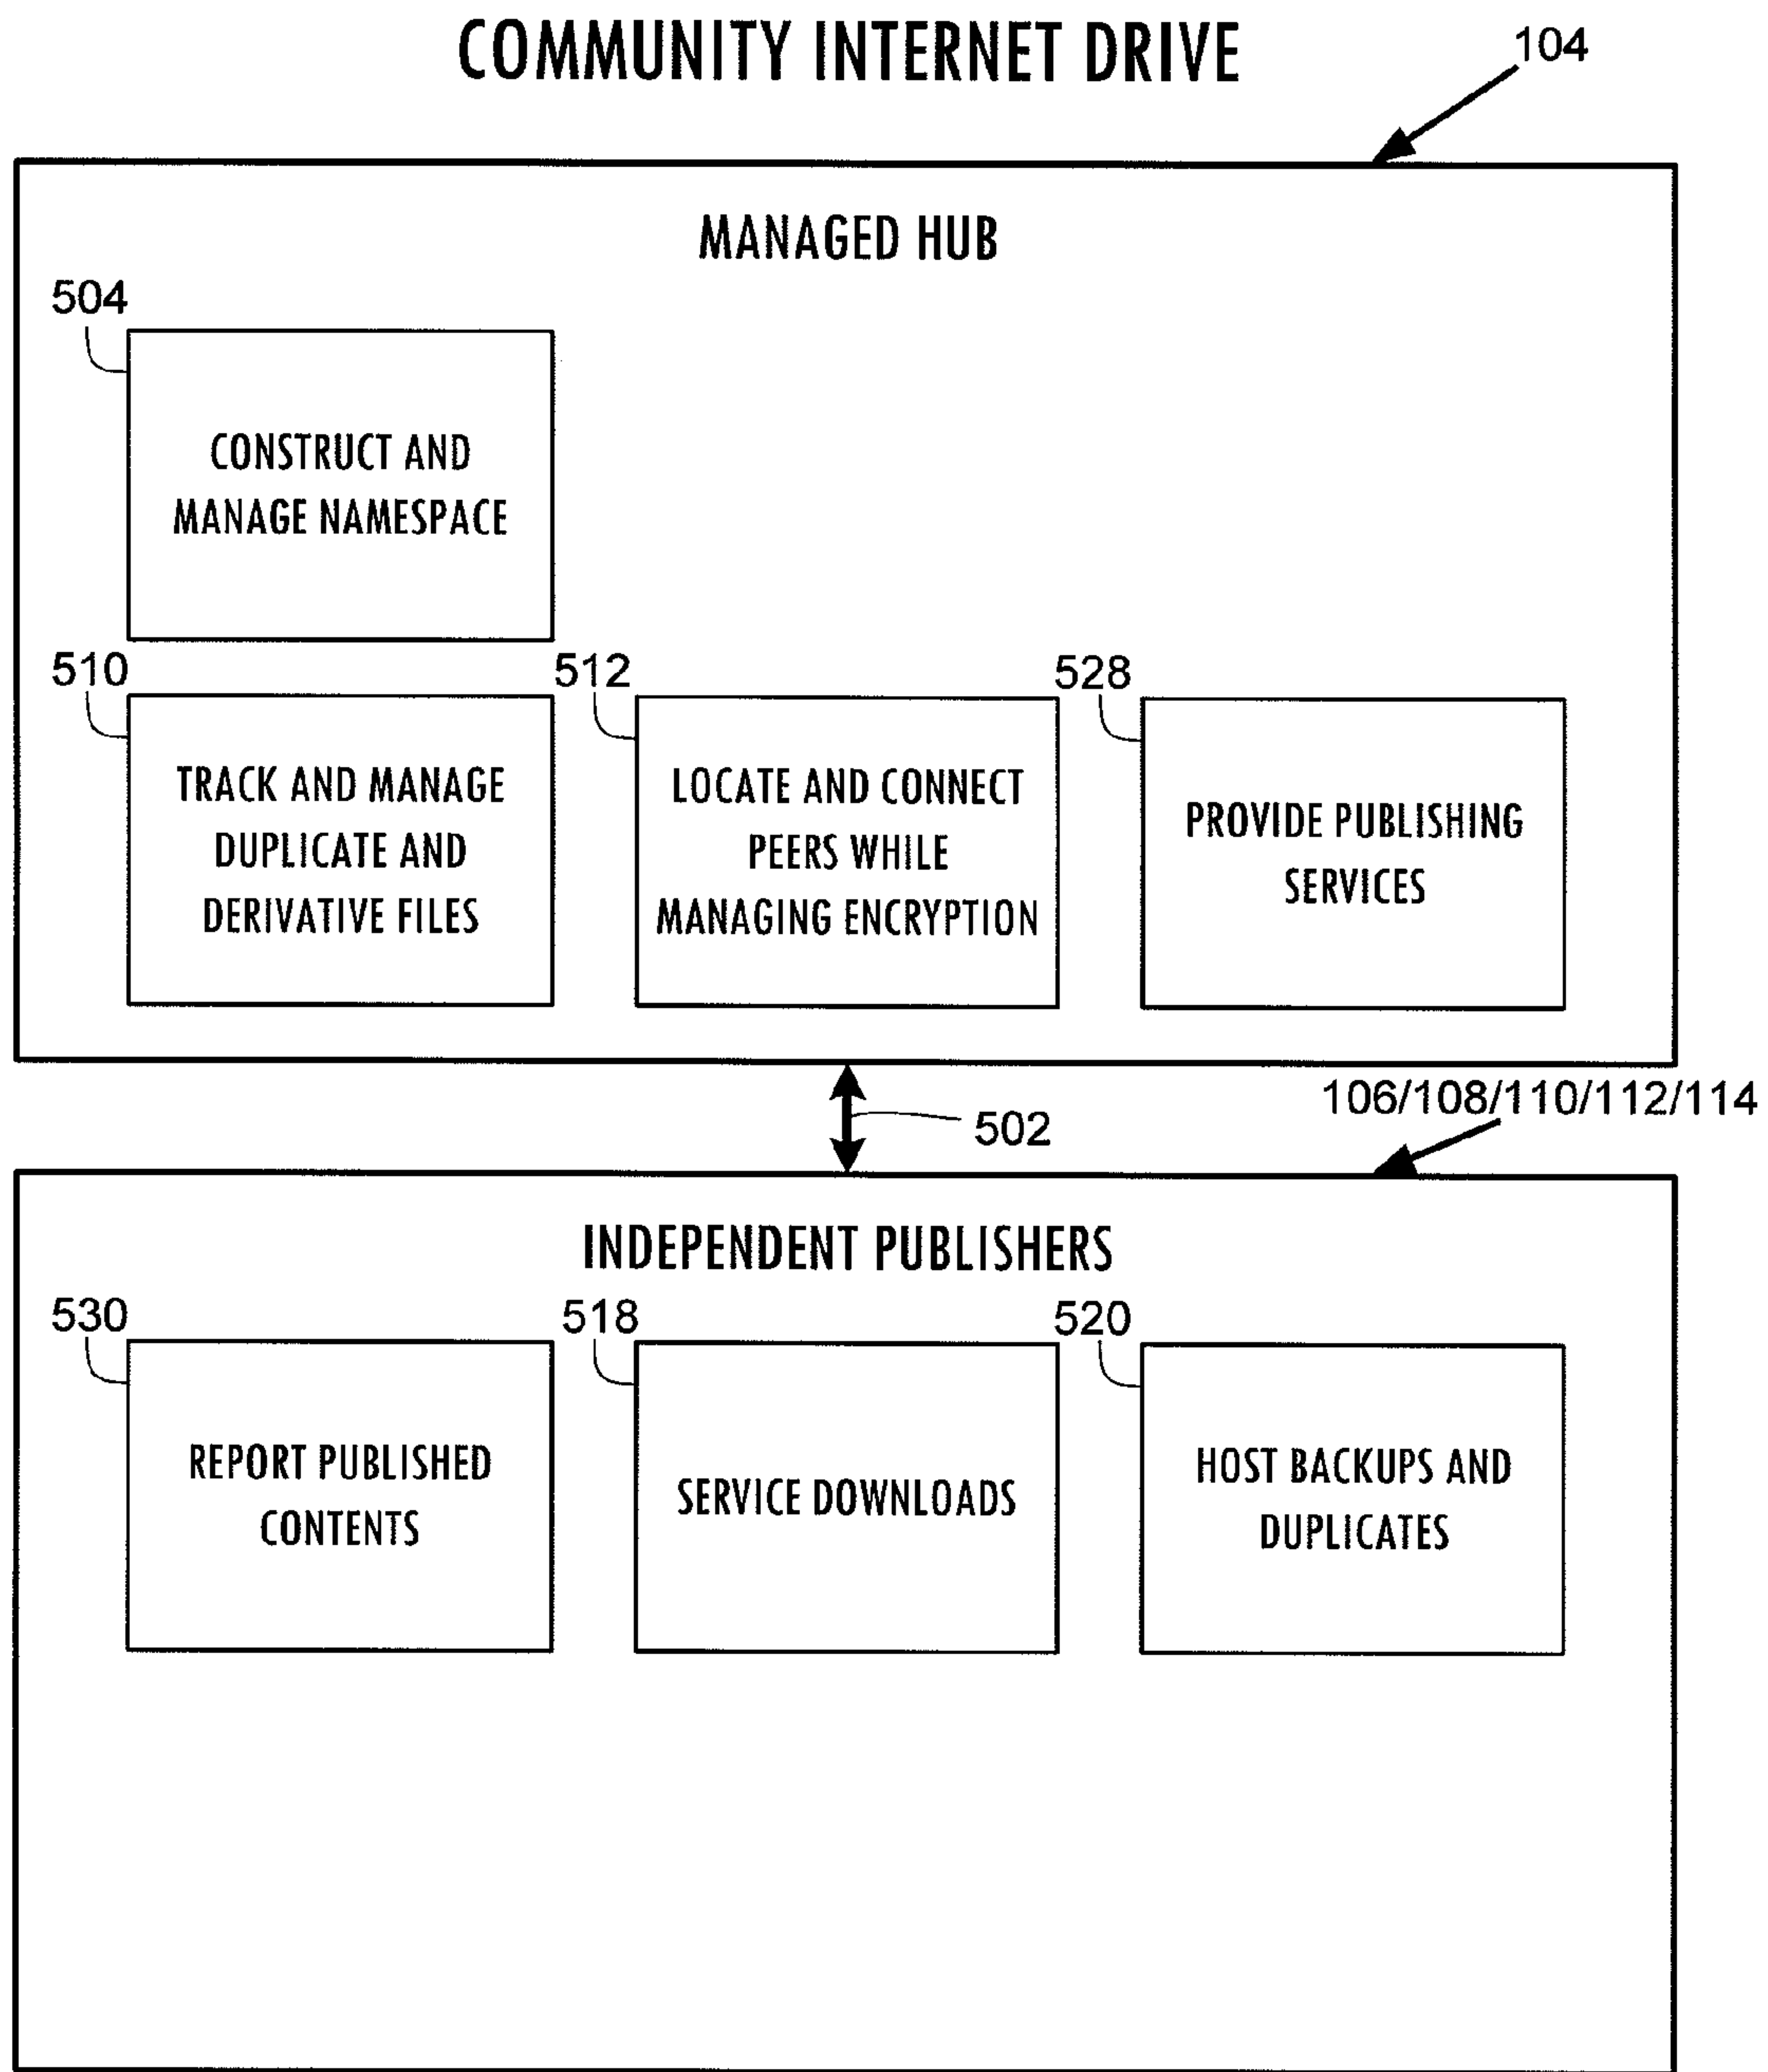 COMMUNITY INTERNET DRIVE
104
MANAGED HUB
504
CONSTRUCT AND
MANAGE NAMESPACE
510
TRACK AND MANAGE
DUPLICATE AND
DERIVATIVE FILES
512
LOCATE AND CONNECT
PEERS WHILE
MANAGING ENCRYPTION
528
PROVIDE PUBLISHING
SERVICES
502
106/108/110/112/114
INDEPENDENT PUBLISHERS
530
REPORT PUBLISHED
CONTENTS
518
SERVICE DOWNLOADS
520
HOST BACKUPS AND
DUPLICATES